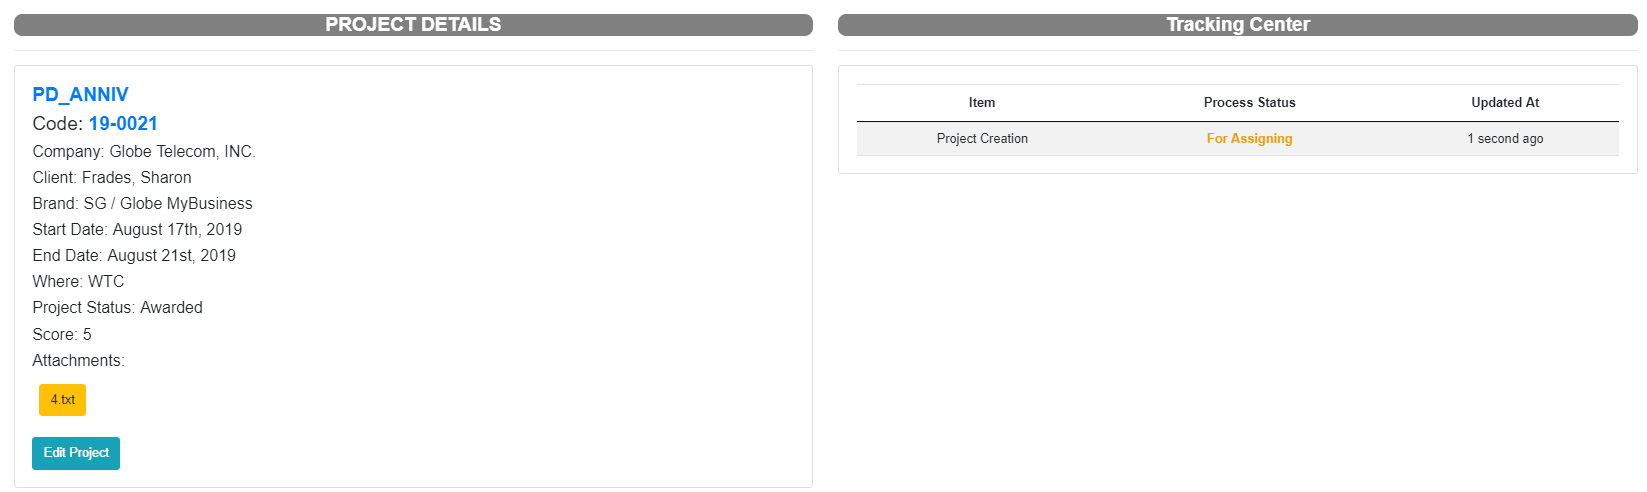 PROJECT DETAILS
PD_ANNIV
Code: 19-0021
Company: Globe Telecom, INC.
Client: Frades, Sharon
Brand: SG / Globe MyBusiness
Start Date: August 17th, 2019
End Date: August 21st, 2019
Where: WTC
Project Status: Awarded
Score: 5
Attachments:
4.txt
Edit Project
Tracking Center
Item Process Status Updated At
Project Creation For Assigning 1 second ago